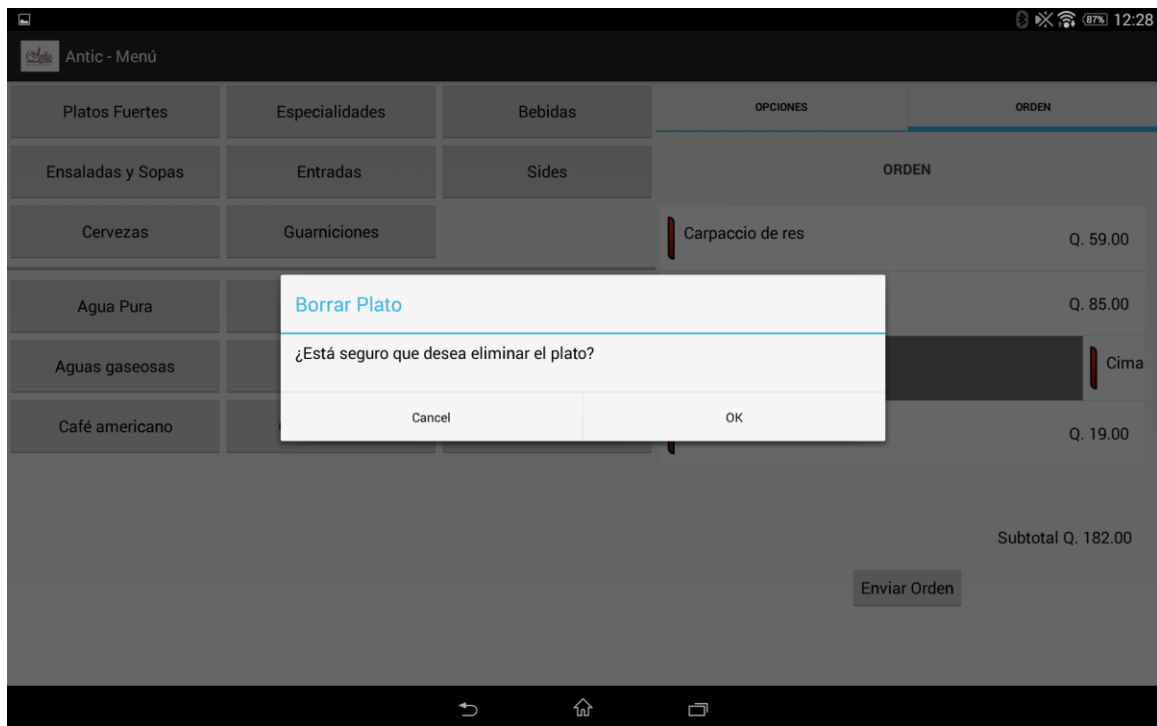 87% 12:28
Antic Antic - Menú
Platos Fuertes Especialidades Bebidas OPCIONES ORDEN
Ensaladas y Sopas Entradas Sides ORDEN
Cervezas Guarniciones Carpaccio de res Q. 59.00
Agua Pura Borrar Plato Q. 85.00
¿Está seguro que desea eliminar el plato?
Aguas gaseosas Cima
Café americano Cancel OK Q. 19.00
Subtotal Q. 182.00
Enviar Orden